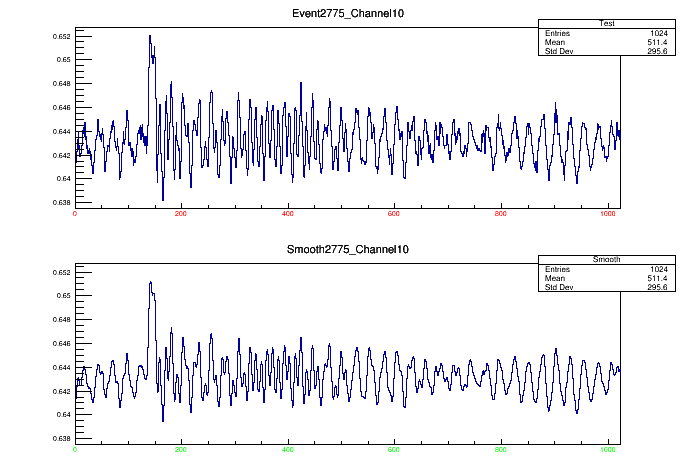 Event2775_Channel10
Test
Entries 1024
Mean 511.4
Std Dev 295.6
0.652
0.65
0.648
0.646
0.644
0.642
0.64
0.638
0 200 400 600 800 1000
Smooth2775_Channel10
Smooth
Entries 1024
Mean 511.4
Std Dev 295.6
0.652
0.65
0.648
0.646
0.644
0.642
0.64
0.638
0 200 400 600 800 1000